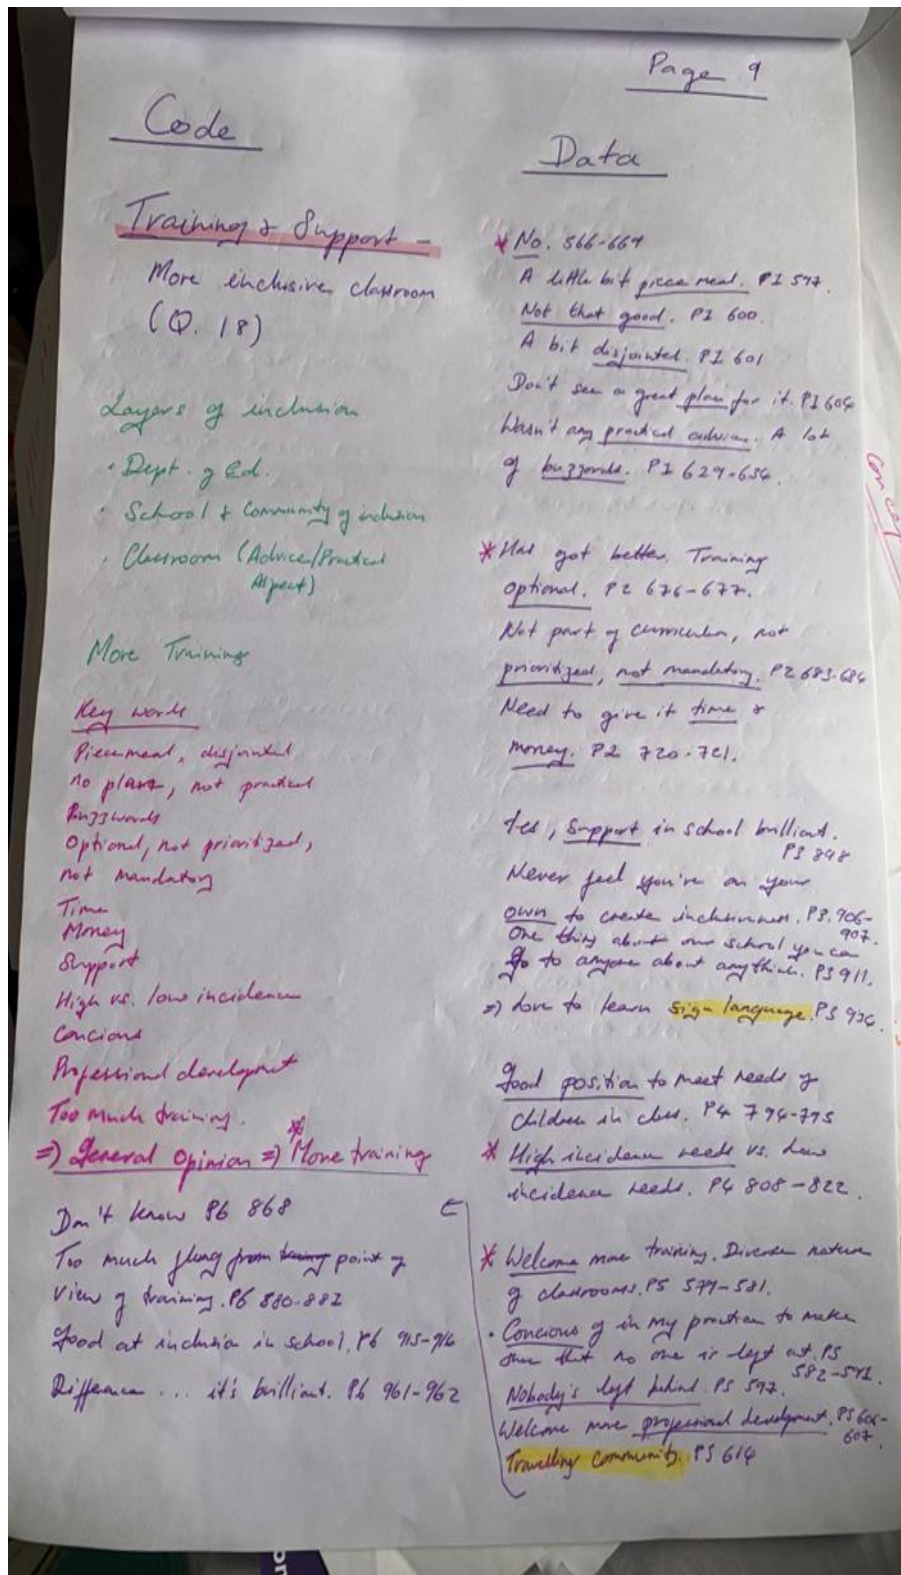 Page 9
Code
Training & Support -
More inclusive classroom
(Q. 18)
Layers of inclusion
• Dept. of Ed.
• School & Community of inclusion
• Classroom (Advice/Practical
Aspect)
More Training
Key words
Piecemeal, disjointed
no plans, not practical
Buzzwords
Optional, not prioritized,
not mandatory
Time
Money
Support
High vs. low incidence
Concious
Professional development
Too much training.
=) General Opinion =) * More training
Don't know P6 868
Too much flung from point of
view of training. P6 880-882
Good at inclusion in school. P6 915-916
Difference ... it's brilliant. P6 961-962
Data
* No. 566-664
A little bit piece meal. P1 597.
Not that good. P1 600.
A bit disjointed. P1 601
Don't see a great plan for it. P1 604
Wasn't any practical advice. A lot
of buzzwords. P1 629-634.
* Has got better. Training
optional. P2 676-677.
Not part of curriculum, not
prioritized, not mandatory. P2 683-684
Need to give it time &
money. P2 720-721.
Yes, Support in school brilliant.
P3 898
Never feel you're on your
own to create inclusiveness. P3. 906-
907.
One thing about our school you can
go to anyone about anything. P3 911.
=) Love to learn sign language. P3 934.
Good position to meet needs of
children in class. P4 794-795
* High incidence needs vs. Low
incidence needs. P4 808-822.
* Welcome more training. Diverse nature
of classrooms. P5 579-581.
• Concious of in my practice to make
sure that no one is left out. P5
582-591.
Nobody's left behind. P5 597.
Welcome more professional development. P5 606-
607.
Travelling Community. P5 614